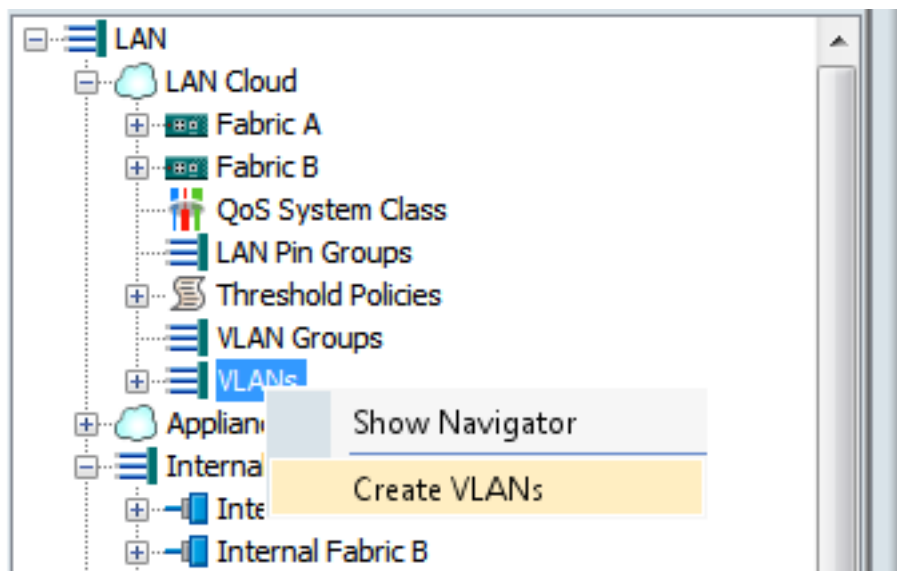 LAN
LAN Cloud
Fabric A
Fabric B
QoS System Class
LAN Pin Groups
Threshold Policies
VLAN Groups
VLANs
Show Navigator
Internal
Create VLANs
Internal Fabric B